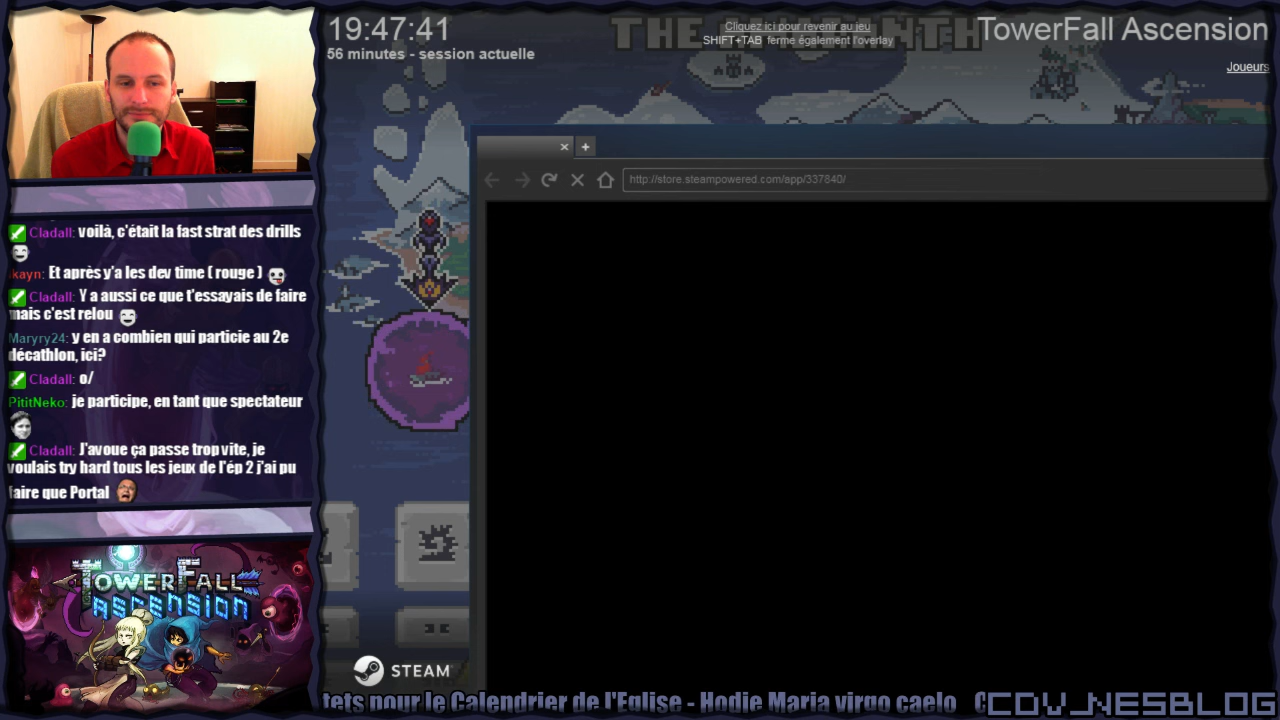 19:47:41
56 minutes - session actuelle
Cliquez ici pour revenir au jeu
SHIFT+TAB ferme également l'overlay
TowerFall Ascension
Joueurs
http://store.steampowered.com/app/337840/
Cladall: voilà, c'était la fast strat des drills
kayn: Et après y'a les dev time ( rouge )
Cladall: Y a aussi ce que t'essayais de faire
mais c'est relou
Maryry24: y en a combien qui particie au 2e
décathlon, ici?
Cladall: o/
PititNeko: je participe, en tant que spectateur
Cladall: J'avoue ça passe trop vite, je
voulais try hard tous les jeux de l'ép 2 j'ai pu
faire que Portal
TOWERFALL
ASCENSION
STEAM
tets pour le Calendrier de l'Eglise - Hodie Maria virgo caelo
CDV_NESBLOG